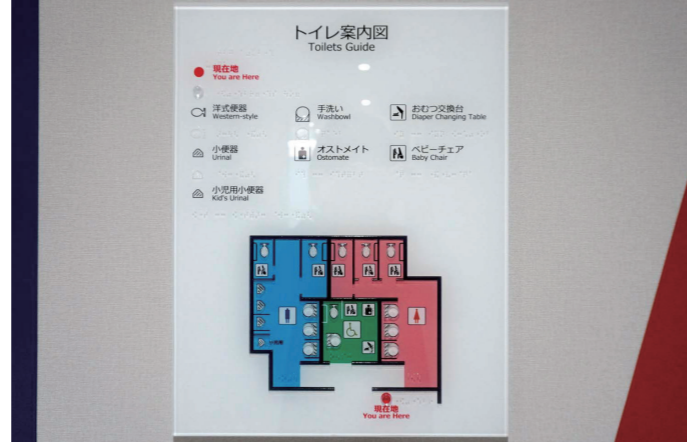 トイレ案内図
Toilets Guide
現在地
You are Here
洋式便器
Western-style
手洗い
Washbowl
おむつ交換台
Diaper Changing Table
小便器
Urinal
オストメイト
Ostomate
ベビーチェア
Baby Chair
小児用小便器
Kid's Urinal
現在地
You are Here